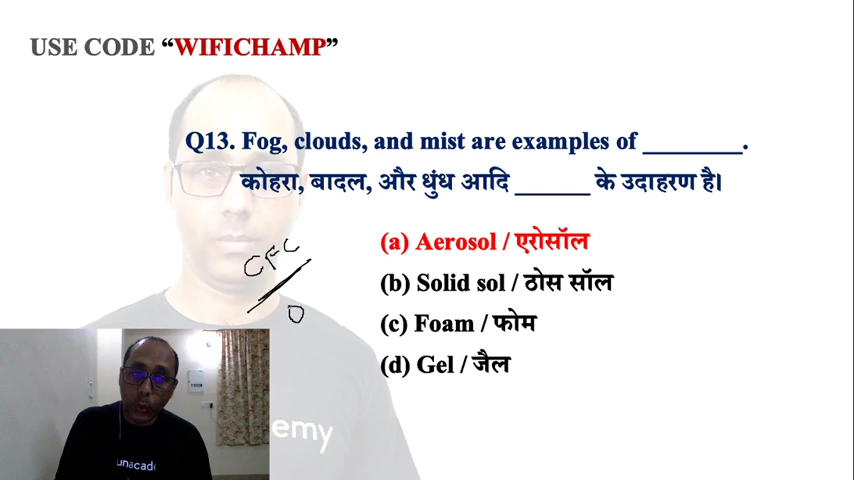 USE CODE “WIFICHAMP”
Q13. Fog, clouds, and mist are examples of ________.
कोहरा, बादल, और धुंध आदि ______ के उदाहरण है।
(a) Aerosol / एरोसॉल
CFC
(b) Solid sol / ठोस सॉल
D
(c) Foam / फोम
(d) Gel / जैल
emy
unacade